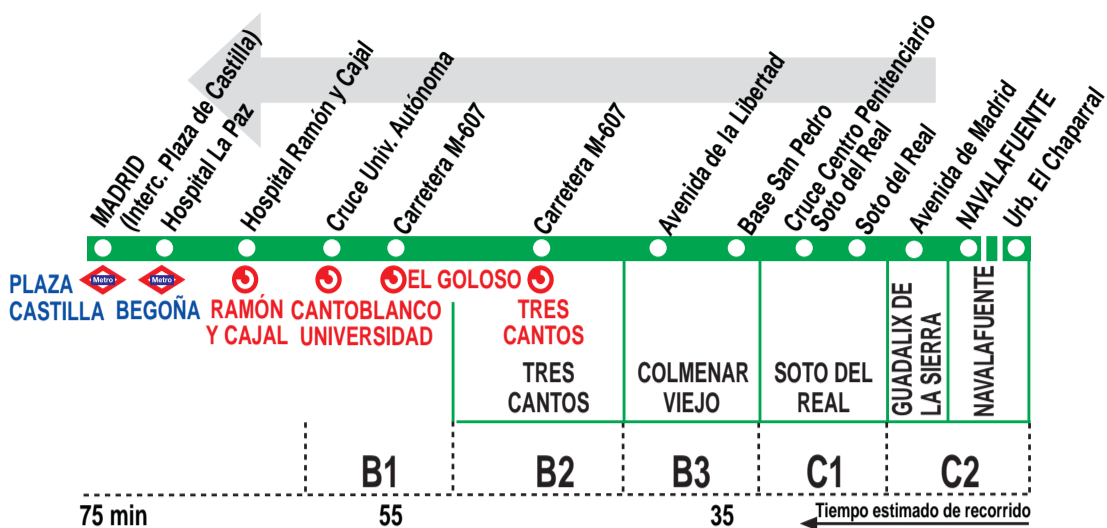 MADRID
(Interc. Plaza de Castilla)
Hospital La Paz
Hospital Ramón y Cajal
Cruce Univ. Autónoma
Carretera M-607
Carretera M-607
Avenida de la Libertad
Base San Pedro
Cruce Centro Penitenciario
Soto del Real
Soto del Real
Avenida de Madrid
NAVALAFUENTE
Urb. El Chaparral
Metro
Metro
PLAZA
CASTILLA
BEGOÑA
RAMÓN
Y CAJAL
CANTOBLANCO
UNIVERSIDAD
EL GOLOSO
TRES
CANTOS
TRES
CANTOS
COLMENAR
VIEJO
SOTO DEL
REAL
GUADALIX DE
LA SIERRA
NAVALAFUENTE
B1
B2
B3
C1
C2
75 min
55
35
Tiempo estimado de recorrido